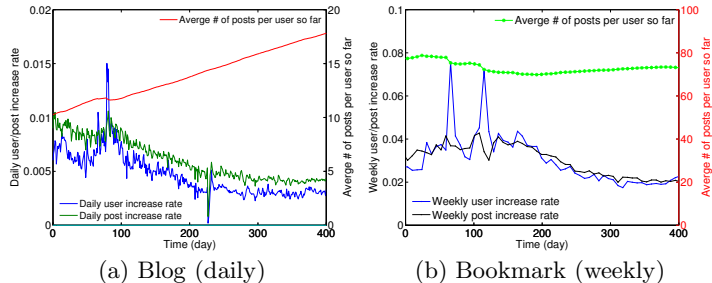 0.02
0.015
0.01
0.005
0
Daily user/post increase rate
Averge # of posts per user so far
Daily user increase rate
Daily post increase rate
20
15
10
5
0
Averge # of posts per user so far
0 100 200 300 400
Time (day)
(a) Blog (daily)
0.1
0.08
0.06
0.04
0.02
0
Weekly user/post increase rate
Averge # of posts per user so far
Weekly user increase rate
Weekly post increase rate
100
80
60
40
20
0
Averge # of posts per user so far
0 100 200 300 400
Time (day)
(b) Bookmark (weekly)